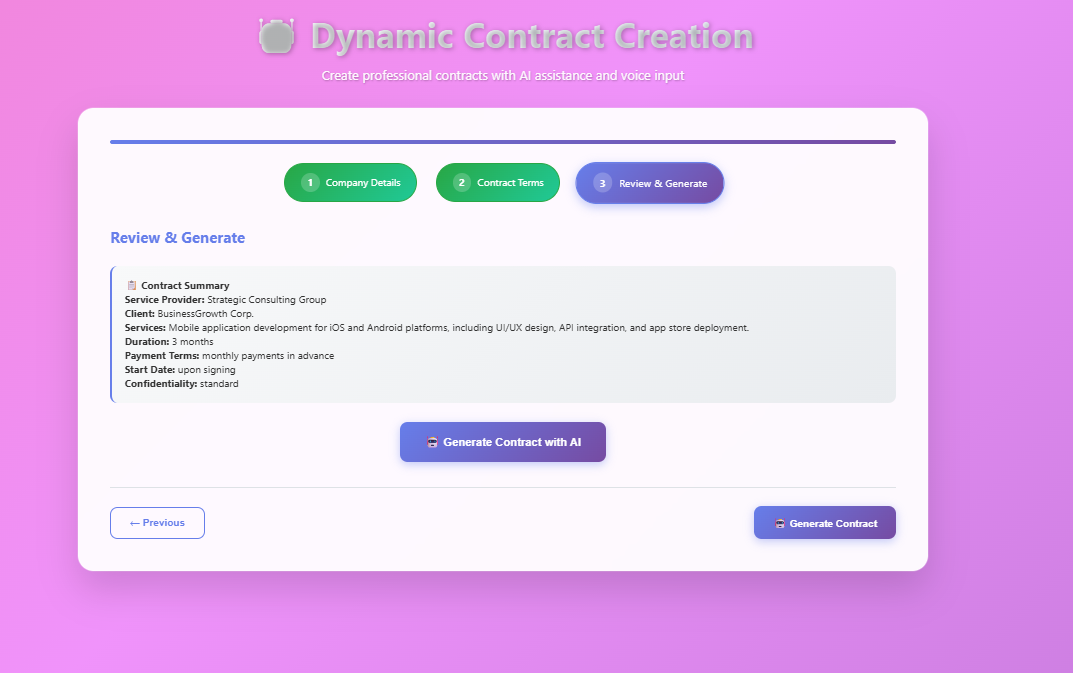 Dynamic Contract Creation
Create professional contracts with AI assistance and voice input
1 Company Details
2 Contract Terms
3 Review & Generate
Review & Generate
Contract Summary
Service Provider: Strategic Consulting Group
Client: BusinessGrowth Corp.
Services: Mobile application development for iOS and Android platforms, including UI/UX design, API integration, and app store deployment.
Duration: 3 months
Payment Terms: monthly payments in advance
Start Date: upon signing
Confidentiality: standard
Generate Contract with AI
← Previous
Generate Contract